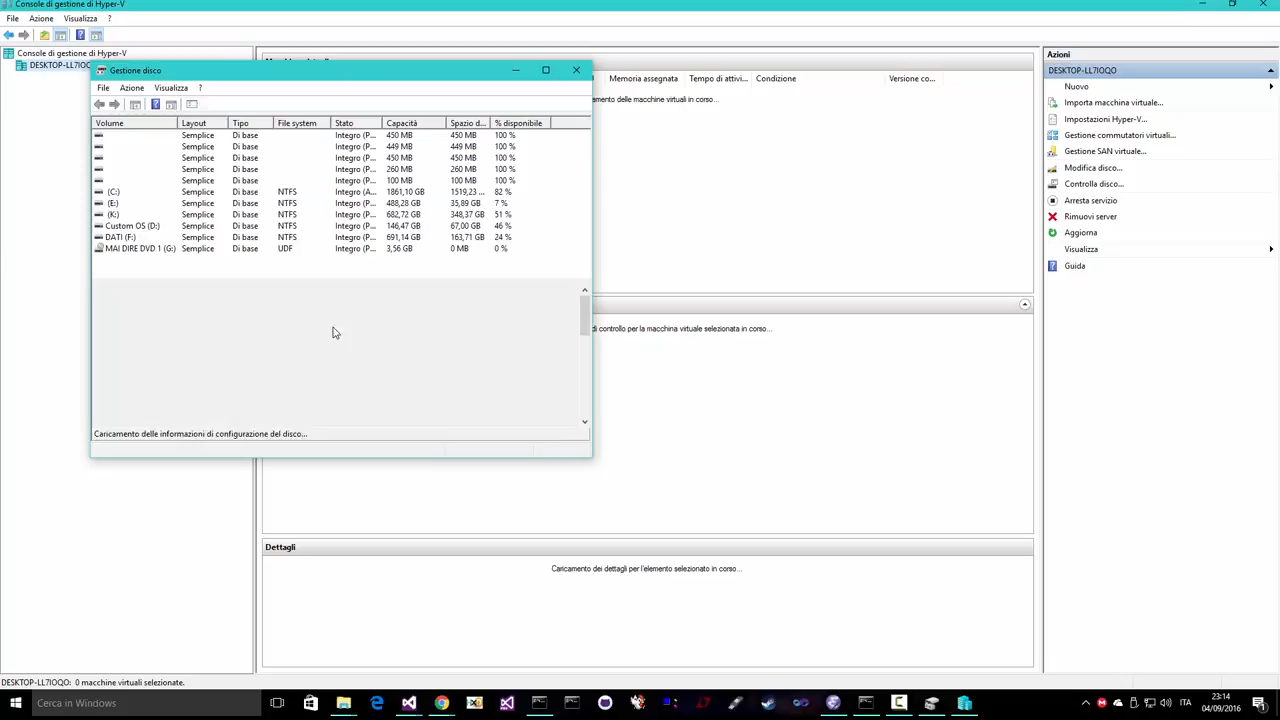 Console di gestione di Hyper-V
File Azione Visualizza ?
Console di gestione di Hyper-V
DESKTOP-LL7IOQO
Gestione disco
File Azione Visualizza ?
Volume Layout Tipo File system Stato Capacità Spazio d... % disponibile
Semplice Di base Integro (P... 450 MB 450 MB 100 %
Semplice Di base Integro (P... 449 MB 449 MB 100 %
Semplice Di base Integro (P... 450 MB 450 MB 100 %
Semplice Di base Integro (P... 260 MB 260 MB 100 %
Semplice Di base Integro (P... 100 MB 100 MB 100 %
(C:) Semplice Di base NTFS Integro (A... 1861,10 GB 1519,23 ... 82 %
(E:) Semplice Di base NTFS Integro (P... 488,28 GB 35,89 GB 7 %
(K:) Semplice Di base NTFS Integro (P... 682,72 GB 348,37 GB 51 %
Custom OS (D:) Semplice Di base NTFS Integro (P... 146,47 GB 67,00 GB 46 %
DATI (F:) Semplice Di base NTFS Integro (P... 691,14 GB 163,71 GB 24 %
MAI DIRE DVD 1 (G:) Semplice Di base UDF Integro (P... 3,56 GB 0 MB 0 %
Caricamento delle informazioni di configurazione del disco...
Memoria assegnata Tempo di attivi... Condizione Versione co...
amento delle macchine virtuali in corso...
di controllo per la macchina virtuale selezionata in corso...
Dettagli
Caricamento dei dettagli per l'elemento selezionato in corso...
Azioni
DESKTOP-LL7IOQO
Nuovo
Importa macchina virtuale...
Impostazioni Hyper-V...
Gestione commutatori virtuali...
Gestione SAN virtuale...
Modifica disco...
Controlla disco...
Arresta servizio
Rimuovi server
Aggiorna
Visualizza
Guida
DESKTOP-LL7IOQO: 0 macchine virtuali selezionate.
Cerca in Windows
ITA
23:14
04/09/2016